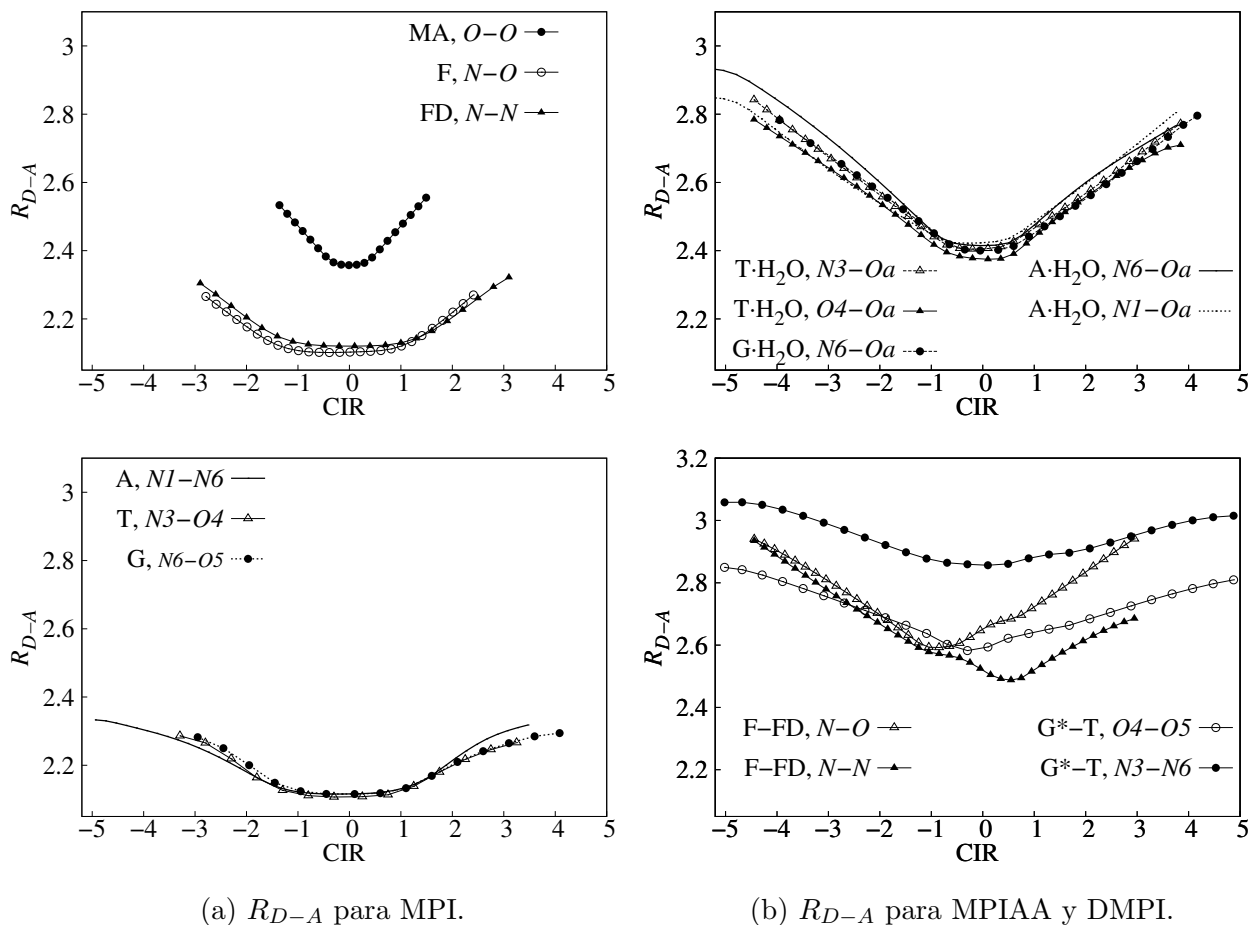 MA, O–O
F, N–O
FD, N–N
3
2.8
2.6
2.4
2.2
R_{D–A}
−5 −4 −3 −2 −1 0 1 2 3 4 5
CIR
3
2.8
2.6
2.4
2.2
R_{D–A}
T·H₂O, N3–Oa
T·H₂O, O4–Oa
G·H₂O, N6–Oa
A·H₂O, N6–Oa
A·H₂O, N1–Oa
−5 −4 −3 −2 −1 0 1 2 3 4 5
CIR
A, N1–N6
T, N3–O4
G, N6–O5
3
2.8
2.6
2.4
2.2
R_{D–A}
−5 −4 −3 −2 −1 0 1 2 3 4 5
CIR
3.2
3
2.8
2.6
2.4
2.2
R_{D–A}
F–FD, N–O
F–FD, N–N
G*–T, O4–O5
G*–T, N3–N6
−5 −4 −3 −2 −1 0 1 2 3 4 5
CIR
(a) R_{D−A} para MPI.
(b) R_{D−A} para MPIAA y DMPI.